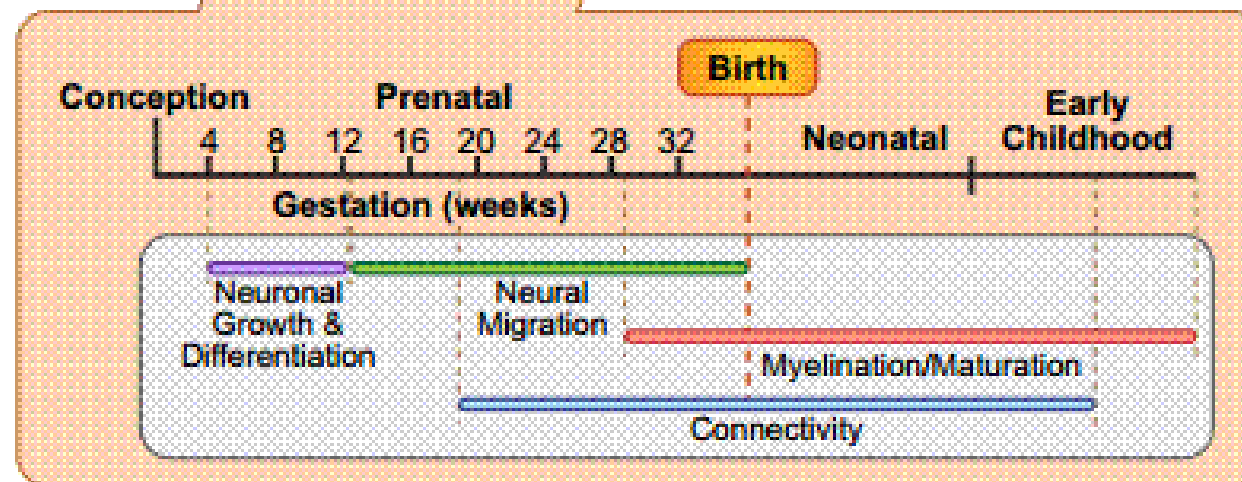 Birth
Conception
Prenatal
Early
Childhood
Neonatal
4 8 12 16 20 24 28 32
Gestation (weeks)
Neuronal
Growth &
Differentiation
Neural
Migration
Myelination/Maturation
Connectivity